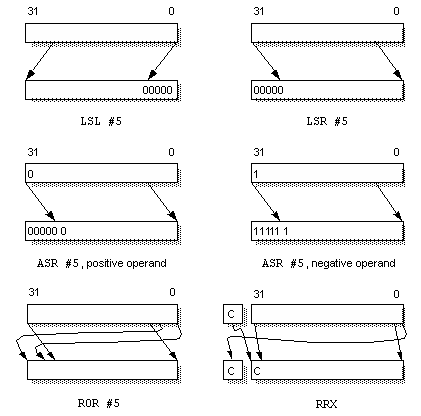 31 0 31 0
00000 00000
LSL #5 LSR #5
31 0 31 0
0 1
00000 0 11111 1
ASR #5, positive operand ASR #5, negative operand
31 0 31 0
C
C C
ROR #5 RRX